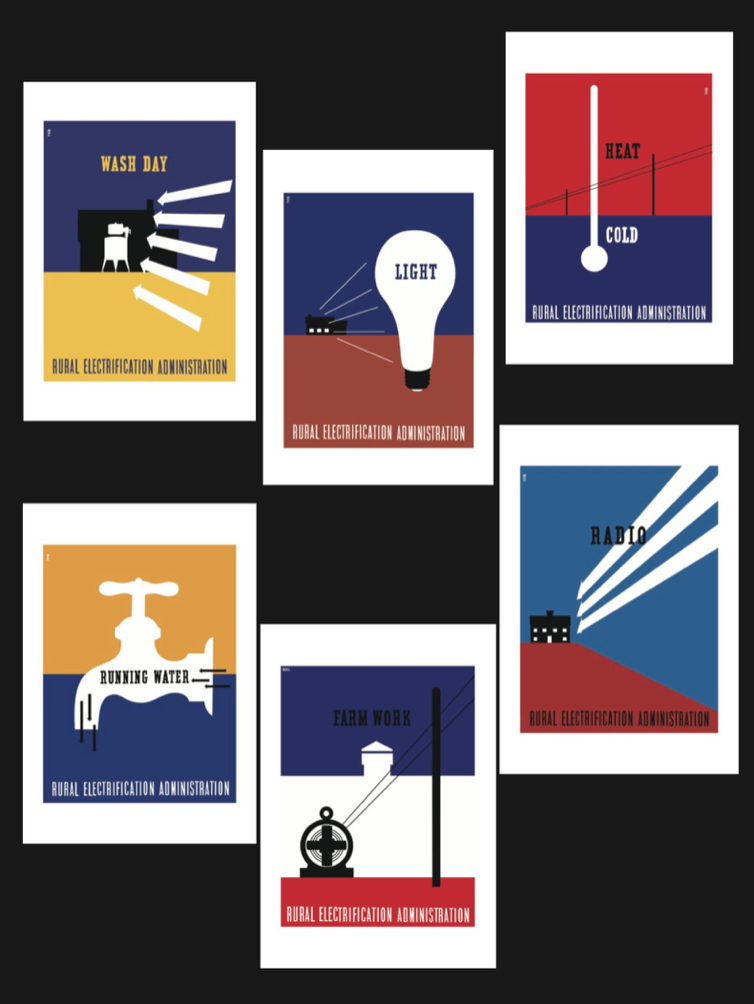 WASH DAY
RURAL ELECTRIFICATION ADMINISTRATION
LIGHT
RURAL ELECTRIFICATION ADMINISTRATION
HEAT
COLD
RURAL ELECTRIFICATION ADMINISTRATION
RUNNING WATER
RURAL ELECTRIFICATION ADMINISTRATION
FARM WORK
RURAL ELECTRIFICATION ADMINISTRATION
RADIO
RURAL ELECTRIFICATION ADMINISTRATION